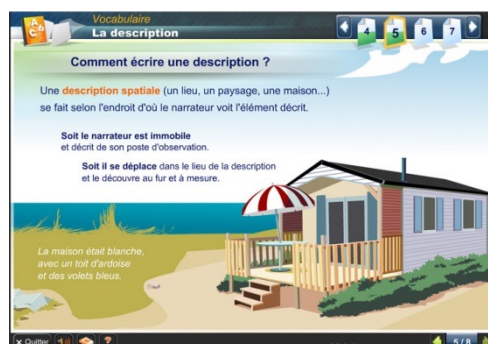 Vocabulaire
La description
4 5 6 7
Comment écrire une description ?
Une description spatiale (un lieu, un paysage, une maison...)
se fait selon l'endroit d'où le narrateur voit l'élément décrit.
Soit le narrateur est immobile
et décrit de son poste d'observation.
Soit il se déplace dans le lieu de la description
et le découvre au fur et à mesure.
La maison était blanche,
avec un toit d'ardoise
et des volets bleus.
x Quitter ? 5 / 8